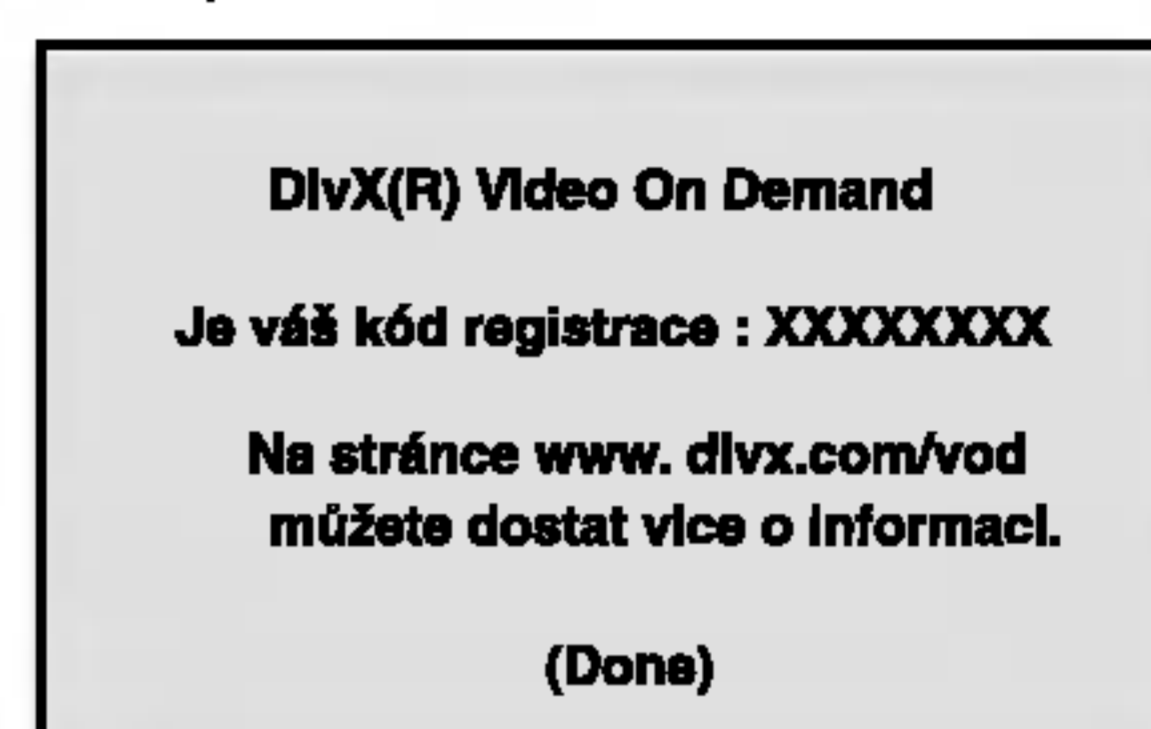 DivX(R) Video On Demand
Je váš kód registrace : XXXXXXXX
Na stránce www. divx.com/vod
můžete dostat vice o informaci.
(Done)